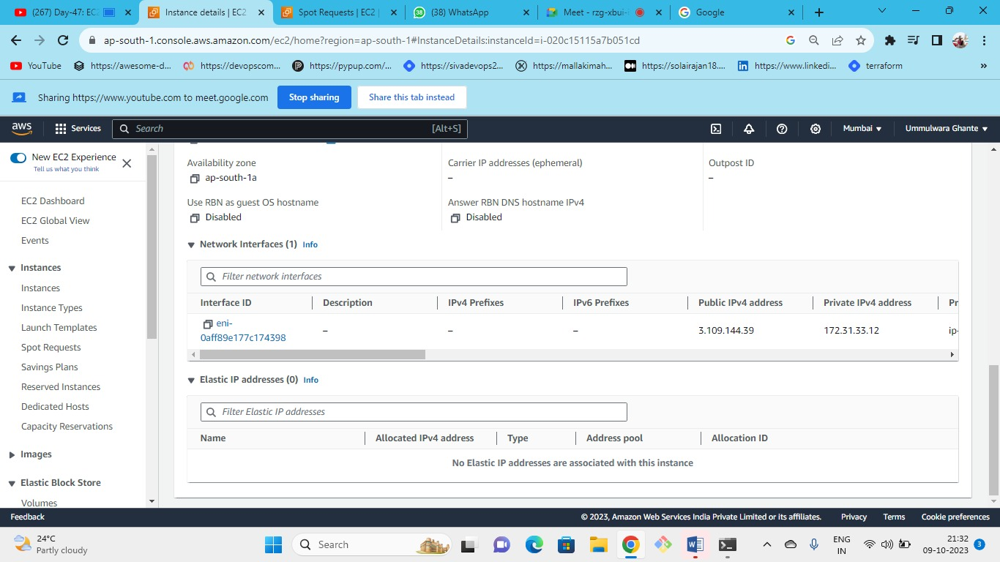 (267) Day-47: EC2
Instance details | EC2
Spot Requests | EC2
38
(38) WhatsApp
Meet - rzg-xbui-
Google
ap-south-1.console.aws.amazon.com/ec2/home?region=ap-south-1#InstanceDetails:instanceId=i-020c15115a7b051cd
YouTube
https://awesome-d...
https://devopscom...
https://pypup.com/...
https://sivadevops2...
https://mallakimah...
https://solairajan18....
https://www.linkedi...
terraform
Sharing https://www.youtube.com to meet.google.com
Stop sharing
Share this tab instead
aws
Services
Search
[Alt+S]
Mumbai
Ummulwara Ghante
New EC2 Experience
Tell us what you think
EC2 Dashboard
EC2 Global View
Events
Instances
Instances
Instance Types
Launch Templates
Spot Requests
Savings Plans
Reserved Instances
Dedicated Hosts
Capacity Reservations
Images
Elastic Block Store
Volumes
Availability zone
ap-south-1a
Carrier IP addresses (ephemeral)
–
Outpost ID
–
Use RBN as guest OS hostname
Disabled
Answer RBN DNS hostname IPv4
Disabled
Network Interfaces (1) Info
Filter network interfaces
Interface ID Description IPv4 Prefixes IPv6 Prefixes Public IPv4 address Private IPv4 address Pr
eni-
0aff89e177c174398 – – – 3.109.144.39 172.31.33.12 ip-
Elastic IP addresses (0) Info
Filter Elastic IP addresses
Name Allocated IPv4 address Type Address pool Allocation ID
No Elastic IP addresses are associated with this instance
Feedback
© 2023, Amazon Web Services India Private Limited or its affiliates.
Privacy
Terms
Cookie preferences
24°C
Partly cloudy
Search
ENG
IN
21:32
09-10-2023
3